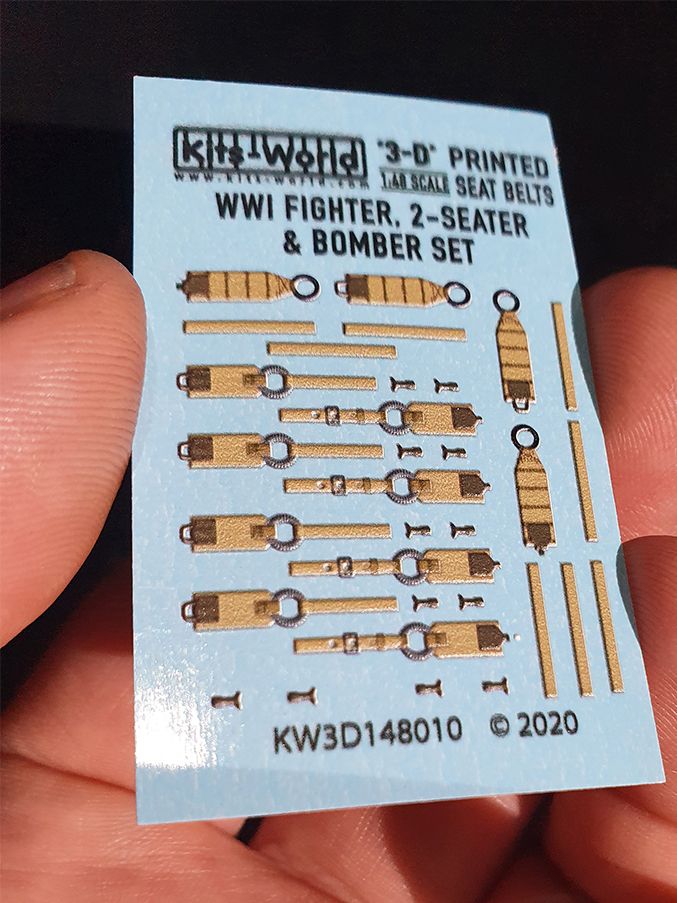 Kits-World
www.kits-world.com
"3-D" PRINTED
1:48 SCALE SEAT BELTS
WWI FIGHTER, 2-SEATER
& BOMBER SET
KW3D148010 © 2020